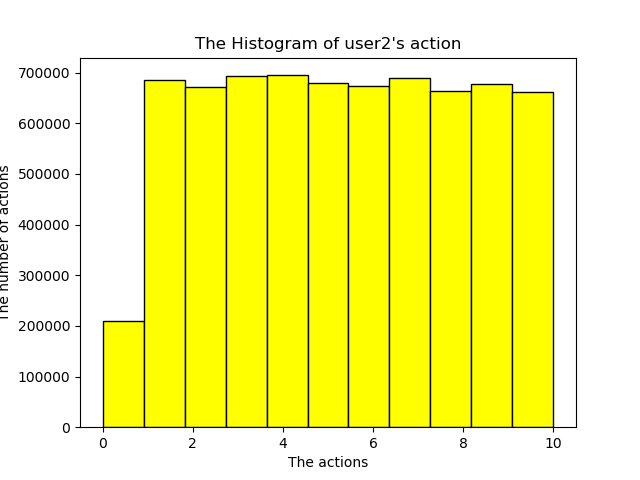 The Histogram of user2's action
The number of actions
700000
600000
500000
400000
300000
200000
100000
0
0 2 4 6 8 10
The actions